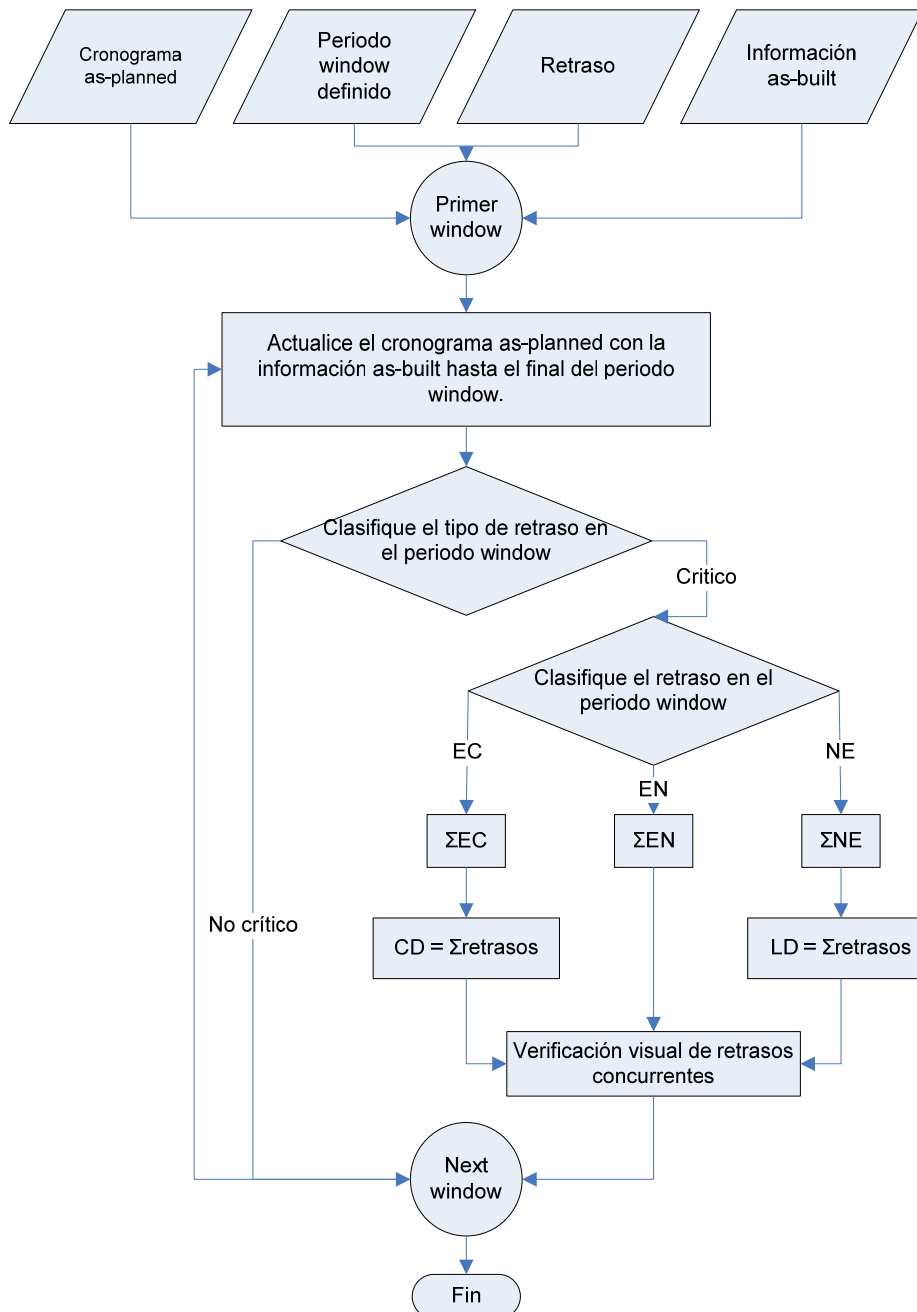 Cronograma
as-planned
Periodo
window
definido
Retraso
Información
as-built
Primer
window
Actualice el cronograma as-planned con la
información as-built hasta el final del periodo
window.
Clasifique el tipo de retraso en
el periodo window
Critico
Clasifique el retraso en el
periodo window
EC
EN
NE
ΣEC
ΣEN
ΣNE
No crítico
CD = Σretrasos
LD = Σretrasos
Verificación visual de retrasos
concurrentes
Next
window
Fin